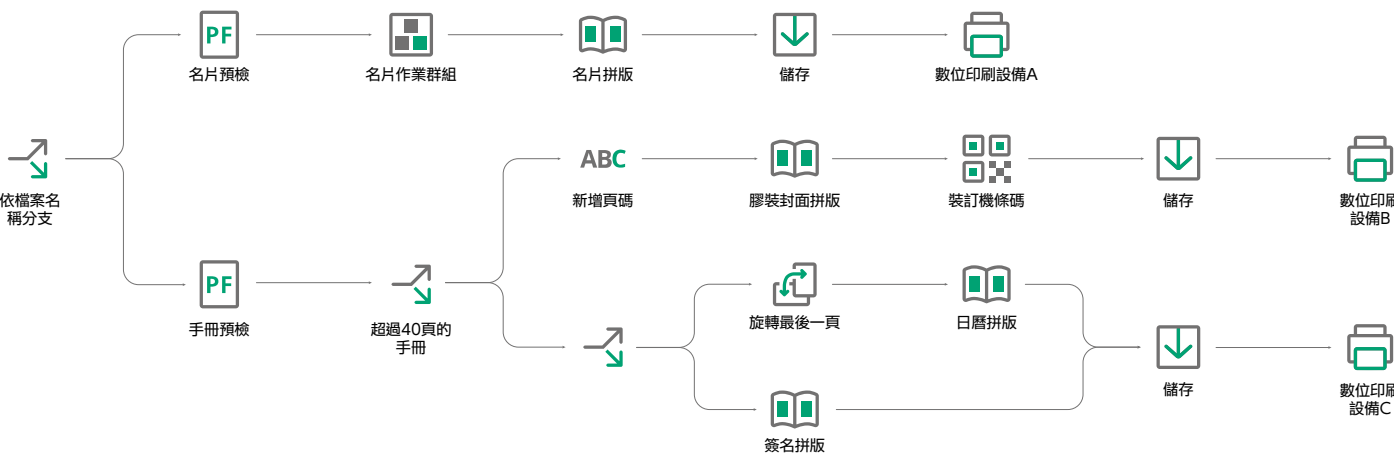 PF
名片預檢
名片作業群組
名片拼版
儲存
數位印刷設備A
依檔案名
稱分支
ABC
新增頁碼
膠裝封面拼版
裝訂機條碼
儲存
數位印刷
設備B
PF
手冊預檢
超過40頁的
手冊
旋轉最後一頁
日曆拼版
儲存
數位印刷
設備C
簽名拼版